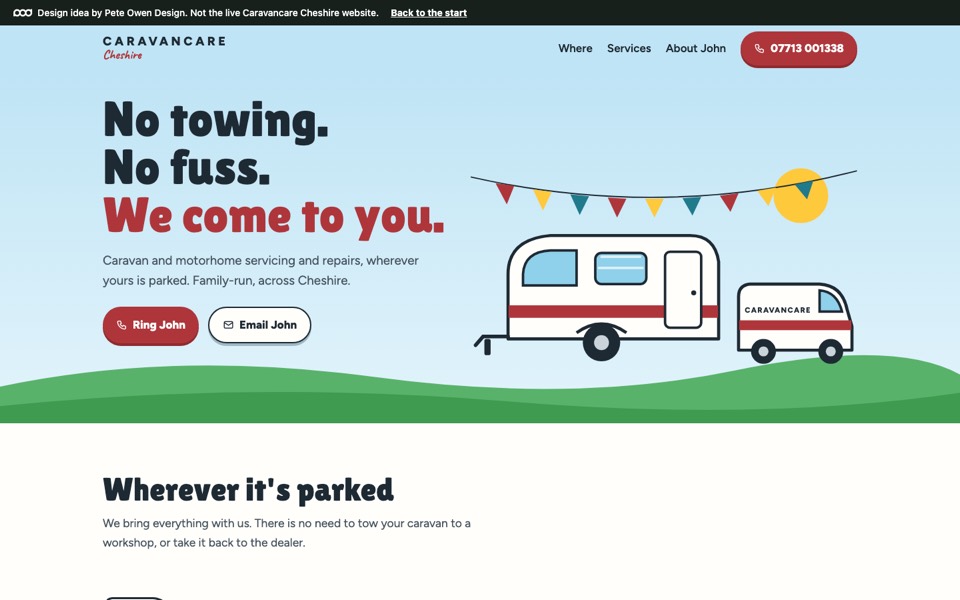 Design idea by Pete Owen Design. Not the live Caravancare Cheshire website. Back to the start
CARAVANCARE
Cheshire
Where Services About John 07713 001338
No towing.
No fuss.
We come to you.
Caravan and motorhome servicing and repairs, wherever
yours is parked. Family-run, across Cheshire.
Ring John Email John
CARAVANCARE
Wherever it's parked
We bring everything with us. There is no need to tow your caravan to a
workshop, or take it back to the dealer.